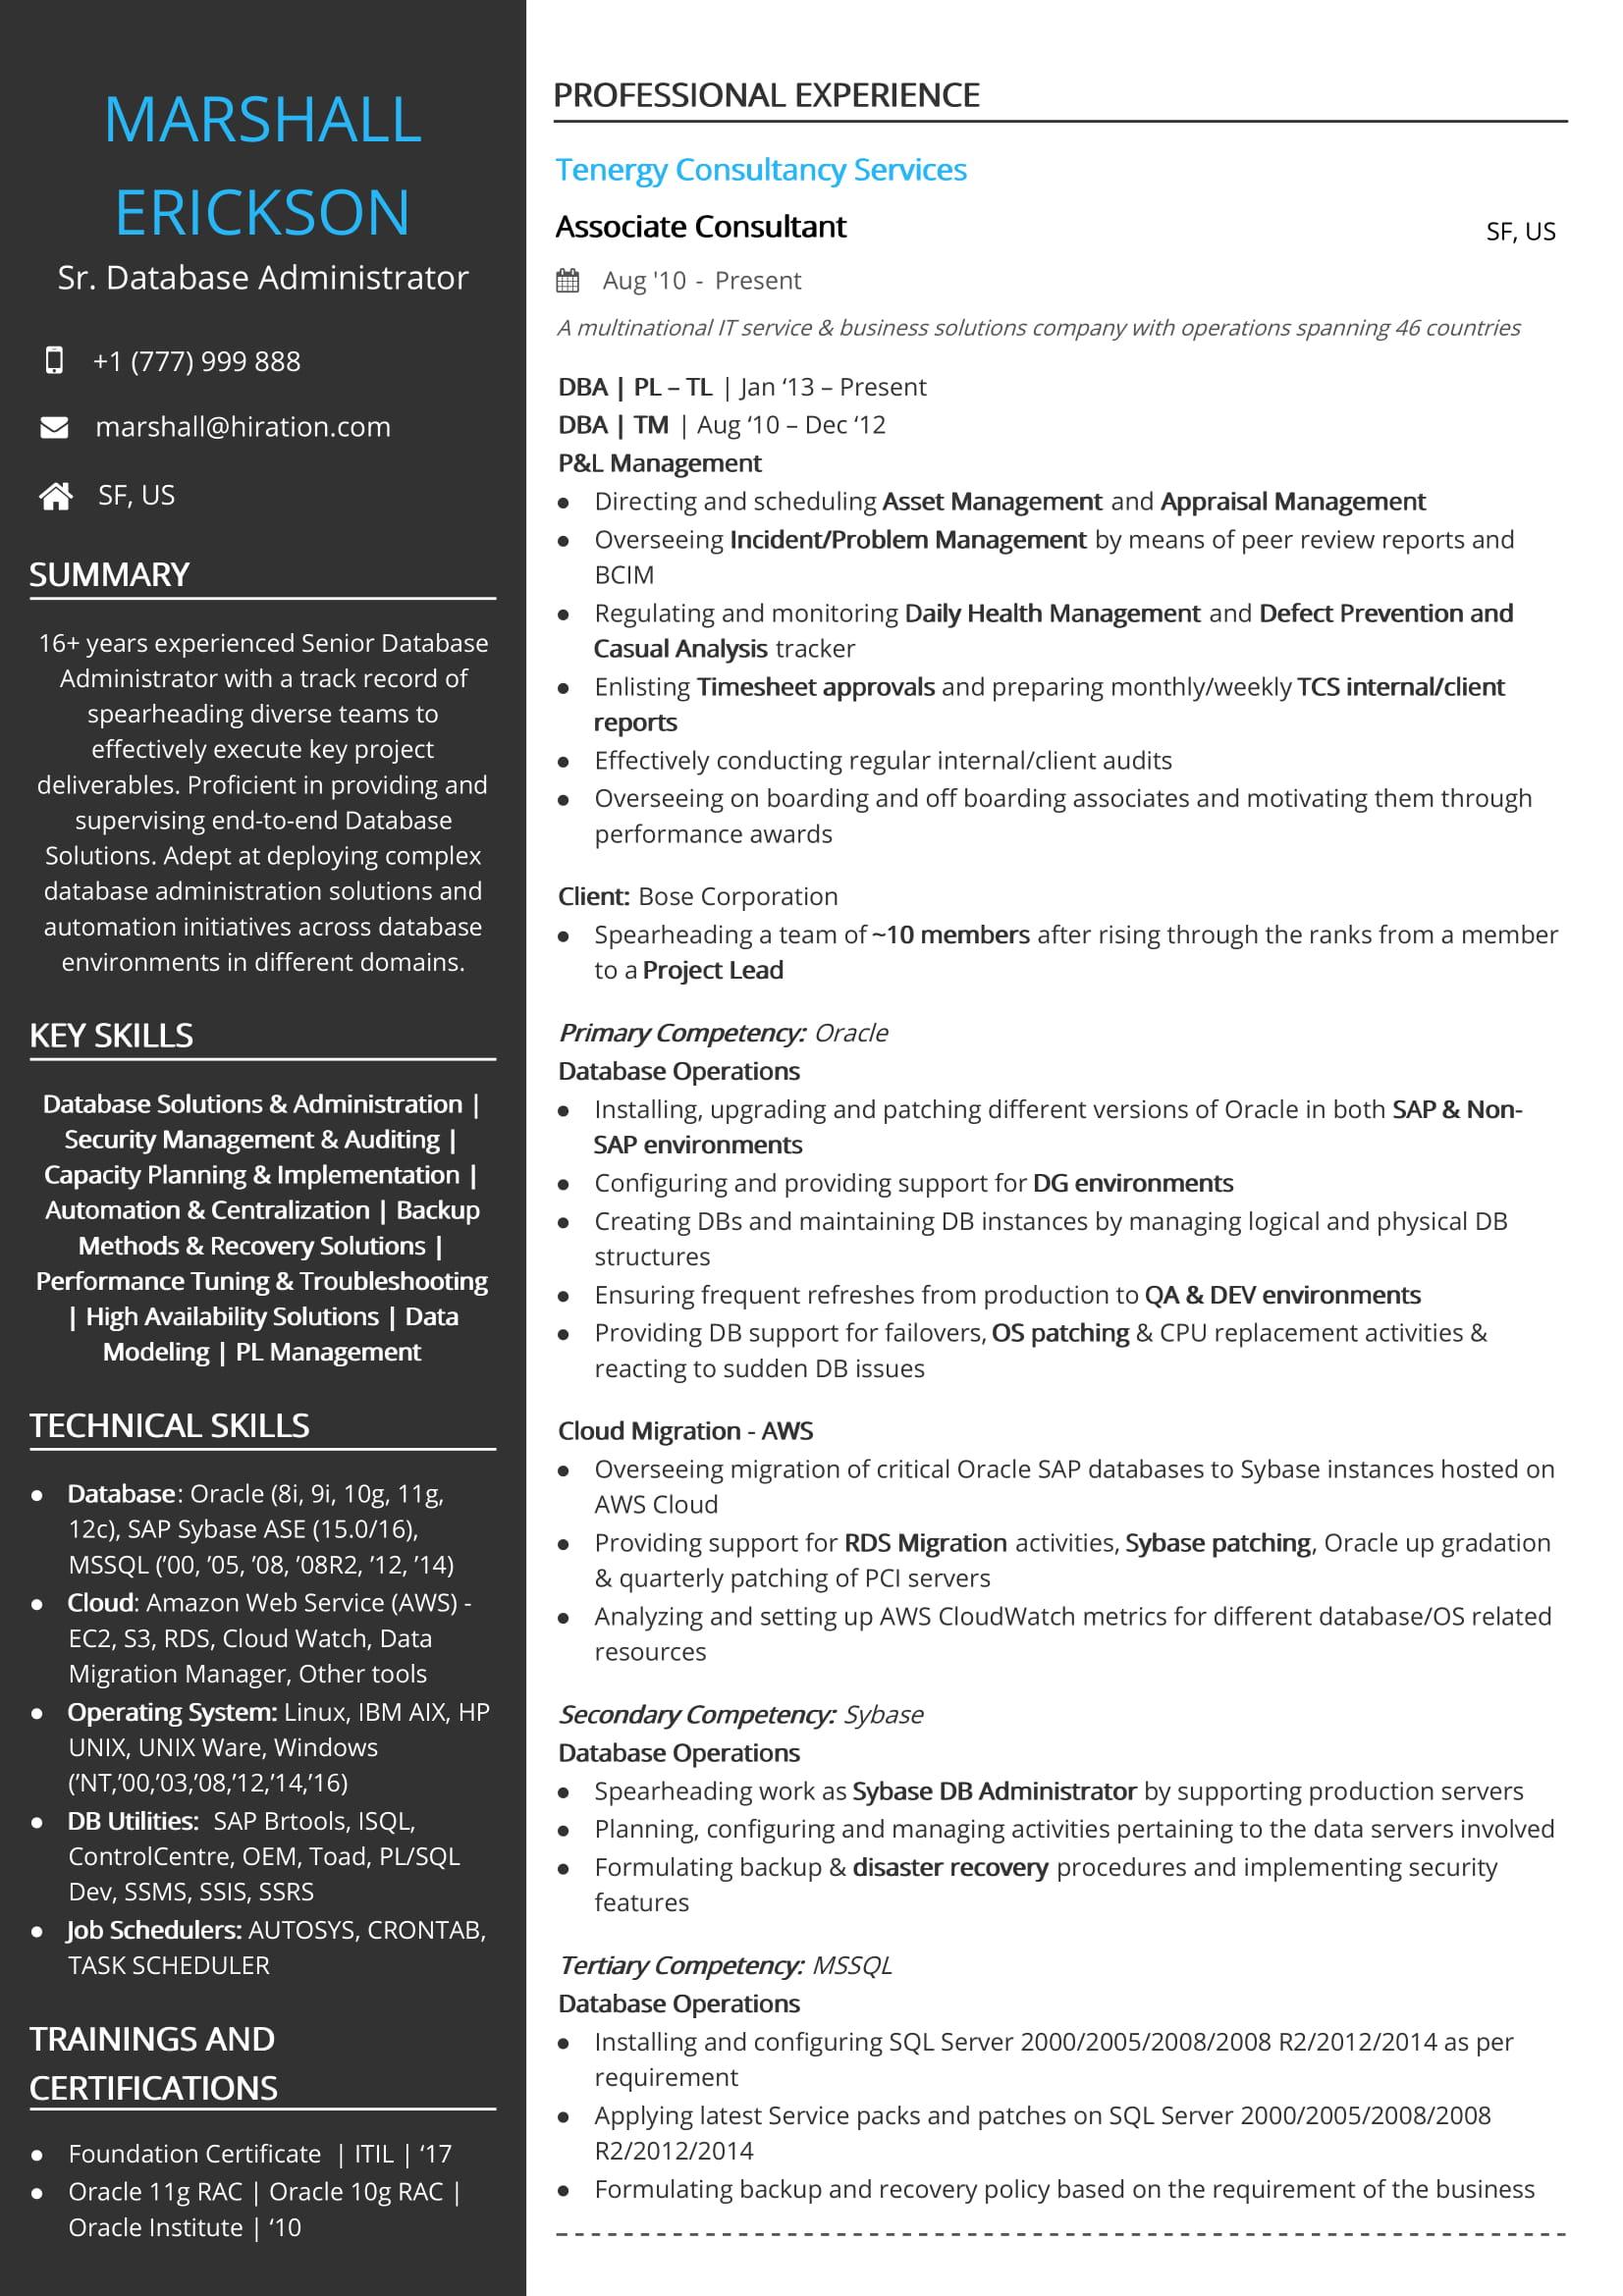 MARSHALL
ERICKSON
Sr. Database Administrator
+1 (777) 999 888
marshall@hiration.com
SF, US
SUMMARY
16+ years experienced Senior Database
Administrator with a track record of
spearheading diverse teams to
effectively execute key project
deliverables. Proficient in providing and
supervising end-to-end Database
Solutions. Adept at deploying complex
database administration solutions and
automation initiatives across database
environments in different domains.
KEY SKILLS
Database Solutions & Administration |
Security Management & Auditing |
Capacity Planning & Implementation |
Automation & Centralization | Backup
Methods & Recovery Solutions |
Performance Tuning & Troubleshooting
| High Availability Solutions | Data
Modeling | PL Management
TECHNICAL SKILLS
● Database: Oracle (8i, 9i, 10g, 11g,
12c), SAP Sybase ASE (15.0/16),
MSSQL (’00, ’05, ’08, ’08R2, ’12, ’14)
● Cloud: Amazon Web Service (AWS) -
EC2, S3, RDS, Cloud Watch, Data
Migration Manager, Other tools
● Operating System: Linux, IBM AIX, HP
UNIX, UNIX Ware, Windows
(’NT,’00,’03,’08,’12,’14,’16)
● DB Utilities:  SAP Brtools, ISQL,
ControlCentre, OEM, Toad, PL/SQL
Dev, SSMS, SSIS, SSRS
● Job Schedulers: AUTOSYS, CRONTAB,
TASK SCHEDULER
TRAININGS AND
CERTIFICATIONS
● Foundation Certificate  | ITIL | ‘17
● Oracle 11g RAC | Oracle 10g RAC |
Oracle Institute | ‘10
PROFESSIONAL EXPERIENCE
Tenergy Consultancy Services
Associate Consultant SF, US
Aug '10 -  Present
A multinational IT service & business solutions company with operations spanning 46 countries
DBA | PL – TL | Jan ‘13 – Present
DBA | TM | Aug ‘10 – Dec ‘12
P&L Management
● Directing and scheduling Asset Management and Appraisal Management
● Overseeing Incident/Problem Management by means of peer review reports and
BCIM
● Regulating and monitoring Daily Health Management and Defect Prevention and
Casual Analysis tracker
● Enlisting Timesheet approvals and preparing monthly/weekly TCS internal/client
reports
● Effectively conducting regular internal/client audits
● Overseeing on boarding and off boarding associates and motivating them through
performance awards
Client: Bose Corporation
● Spearheading a team of ~10 members after rising through the ranks from a member
to a Project Lead
Primary Competency: Oracle
Database Operations
● Installing, upgrading and patching different versions of Oracle in both SAP & Non-
SAP environments
● Configuring and providing support for DG environments
● Creating DBs and maintaining DB instances by managing logical and physical DB
structures
● Ensuring frequent refreshes from production to QA & DEV environments
● Providing DB support for failovers, OS patching & CPU replacement activities &
reacting to sudden DB issues
Cloud Migration - AWS
● Overseeing migration of critical Oracle SAP databases to Sybase instances hosted on
AWS Cloud
● Providing support for RDS Migration activities, Sybase patching, Oracle up gradation
& quarterly patching of PCI servers
● Analyzing and setting up AWS CloudWatch metrics for different database/OS related
resources
Secondary Competency: Sybase
Database Operations
● Spearheading work as Sybase DB Administrator by supporting production servers
● Planning, configuring and managing activities pertaining to the data servers involved
● Formulating backup & disaster recovery procedures and implementing security
features
Tertiary Competency: MSSQL
Database Operations
● Installing and configuring SQL Server 2000/2005/2008/2008 R2/2012/2014 as per
requirement
● Applying latest Service packs and patches on SQL Server 2000/2005/2008/2008
R2/2012/2014
● Formulating backup and recovery policy based on the requirement of the business